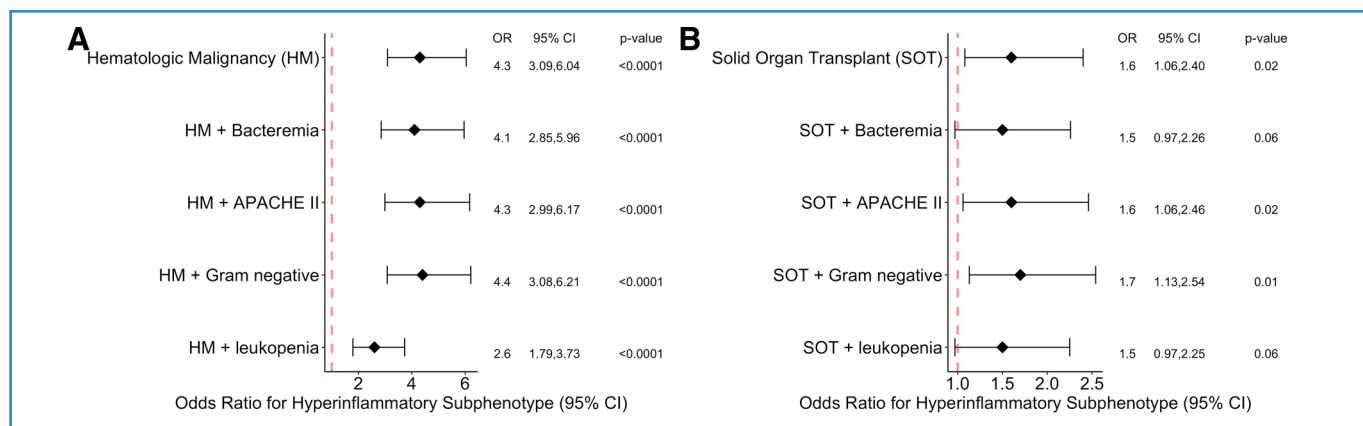 A
OR 95% CI p-value
Hematologic Malignancy (HM) 4.3 3.09,6.04 <0.0001
HM + Bacteremia 4.1 2.85,5.96 <0.0001
HM + APACHE II 4.3 2.99,6.17 <0.0001
HM + Gram negative 4.4 3.08,6.21 <0.0001
HM + leukopenia 2.6 1.79,3.73 <0.0001
2 4 6
Odds Ratio for Hyperinflammatory Subphenotype (95% CI)
B
OR 95% CI p-value
Solid Organ Transplant (SOT) 1.6 1.06,2.40 0.02
SOT + Bacteremia 1.5 0.97,2.26 0.06
SOT + APACHE II 1.6 1.06,2.46 0.02
SOT + Gram negative 1.7 1.13,2.54 0.01
SOT + leukopenia 1.5 0.97,2.25 0.06
1.0 1.5 2.0 2.5
Odds Ratio for Hyperinflammatory Subphenotype (95% CI)